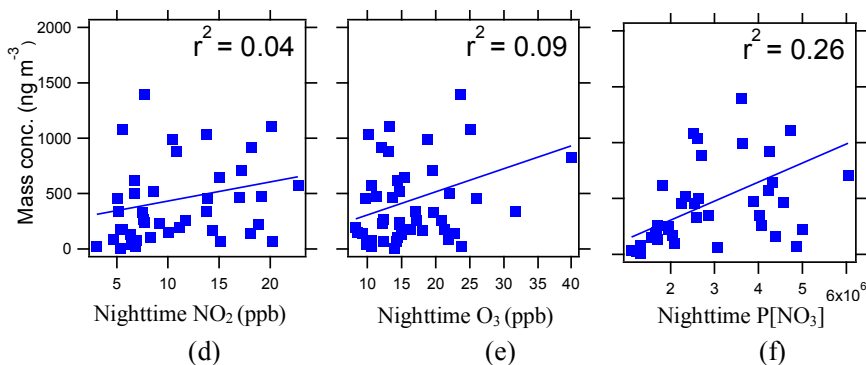 r² = 0.04
r² = 0.09
r² = 0.26
Mass conc. (ng m⁻³)
2000
1500
1000
500
0
5 10 15 20
10 15 20 25 30 35 40
2 3 4 5 6x10⁶
Nighttime NO₂ (ppb)
Nighttime O₃ (ppb)
Nighttime P[NO₃]
(d)
(e)
(f)